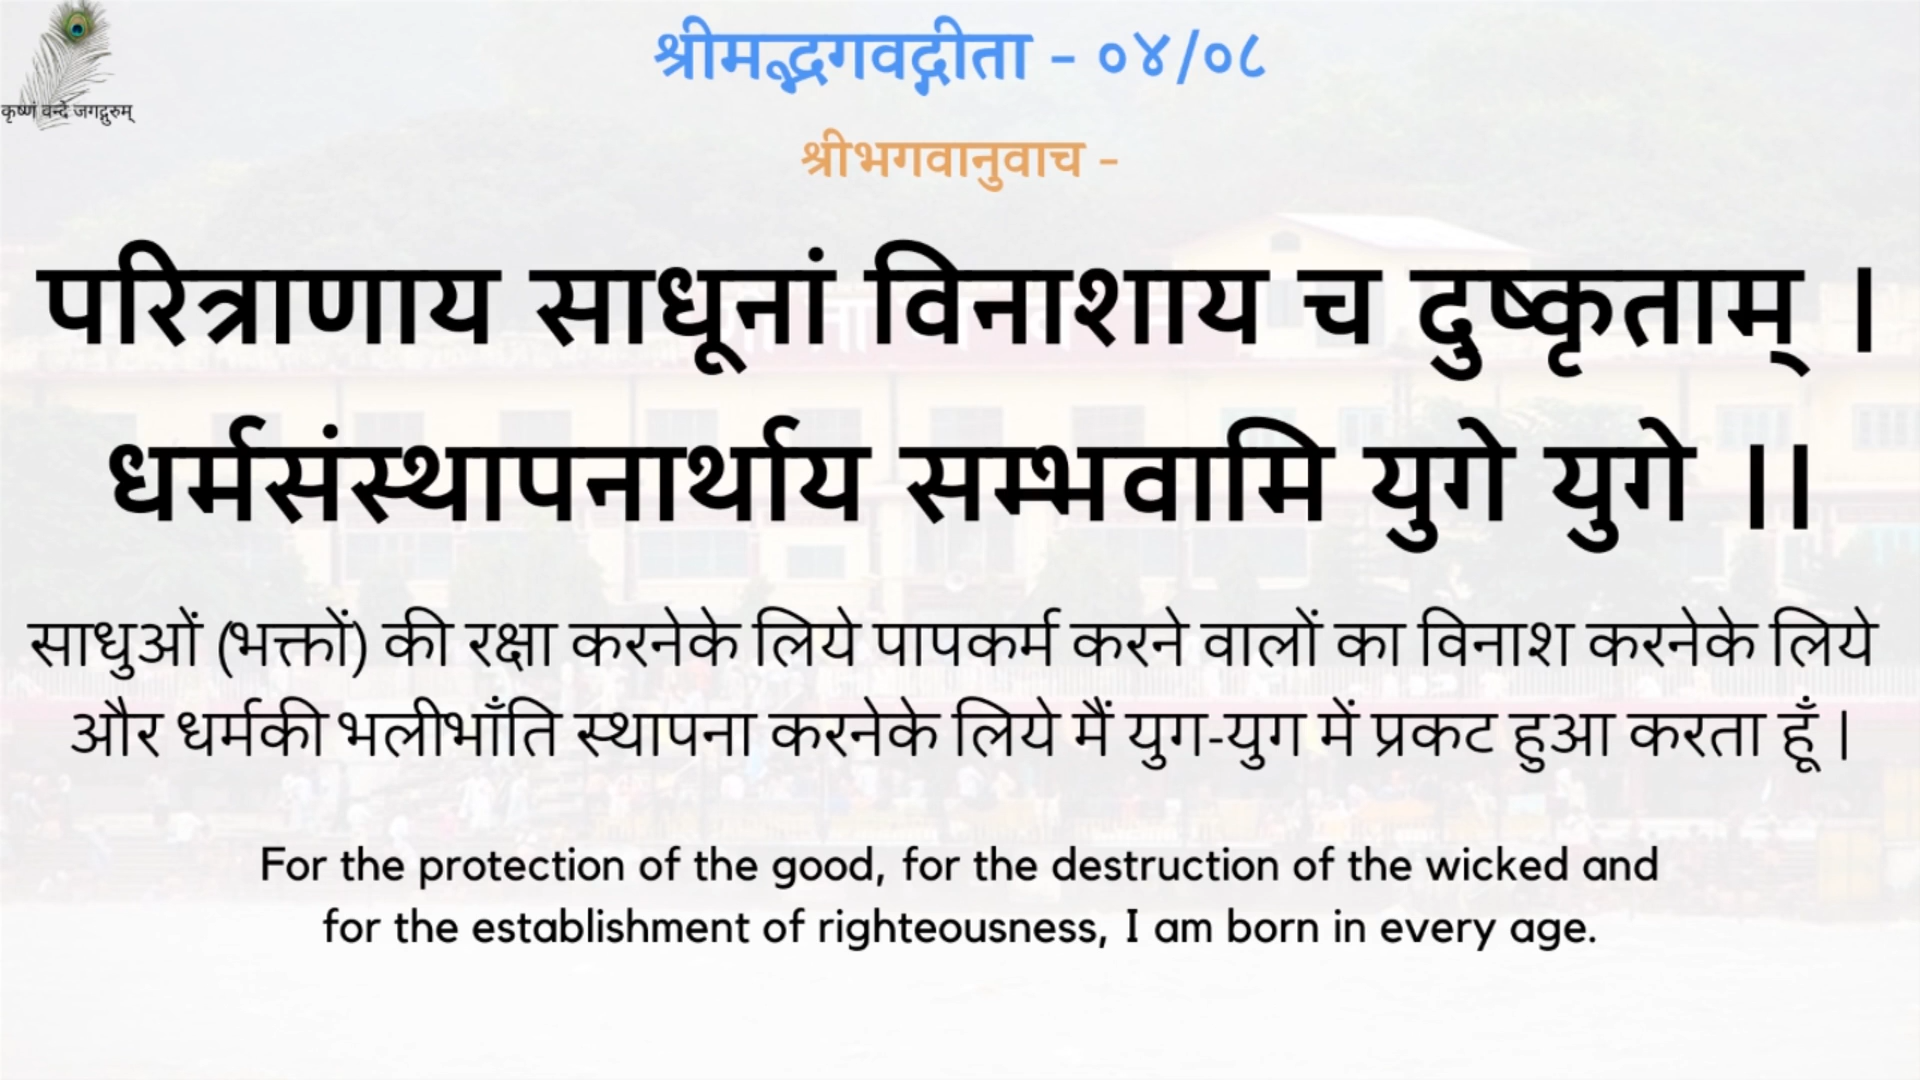 श्रीमद्भगवद्गीता - ०४/०८
कृष्णं वन्दे जगद्गुरुम्
श्रीभगवानुवाच -
परित्राणाय साधूनां विनाशाय च दुष्कृताम् ।
धर्मसंस्थापनार्थाय सम्भवामि युगे युगे ।।
साधुओं (भक्तों) की रक्षा करनेके लिये पापकर्म करने वालों का विनाश करनेके लिये
और धर्मकी भलीभाँति स्थापना करनेके लिये मैं युग-युग में प्रकट हुआ करता हूँ ।
For the protection of the good, for the destruction of the wicked and
for the establishment of righteousness, I am born in every age.